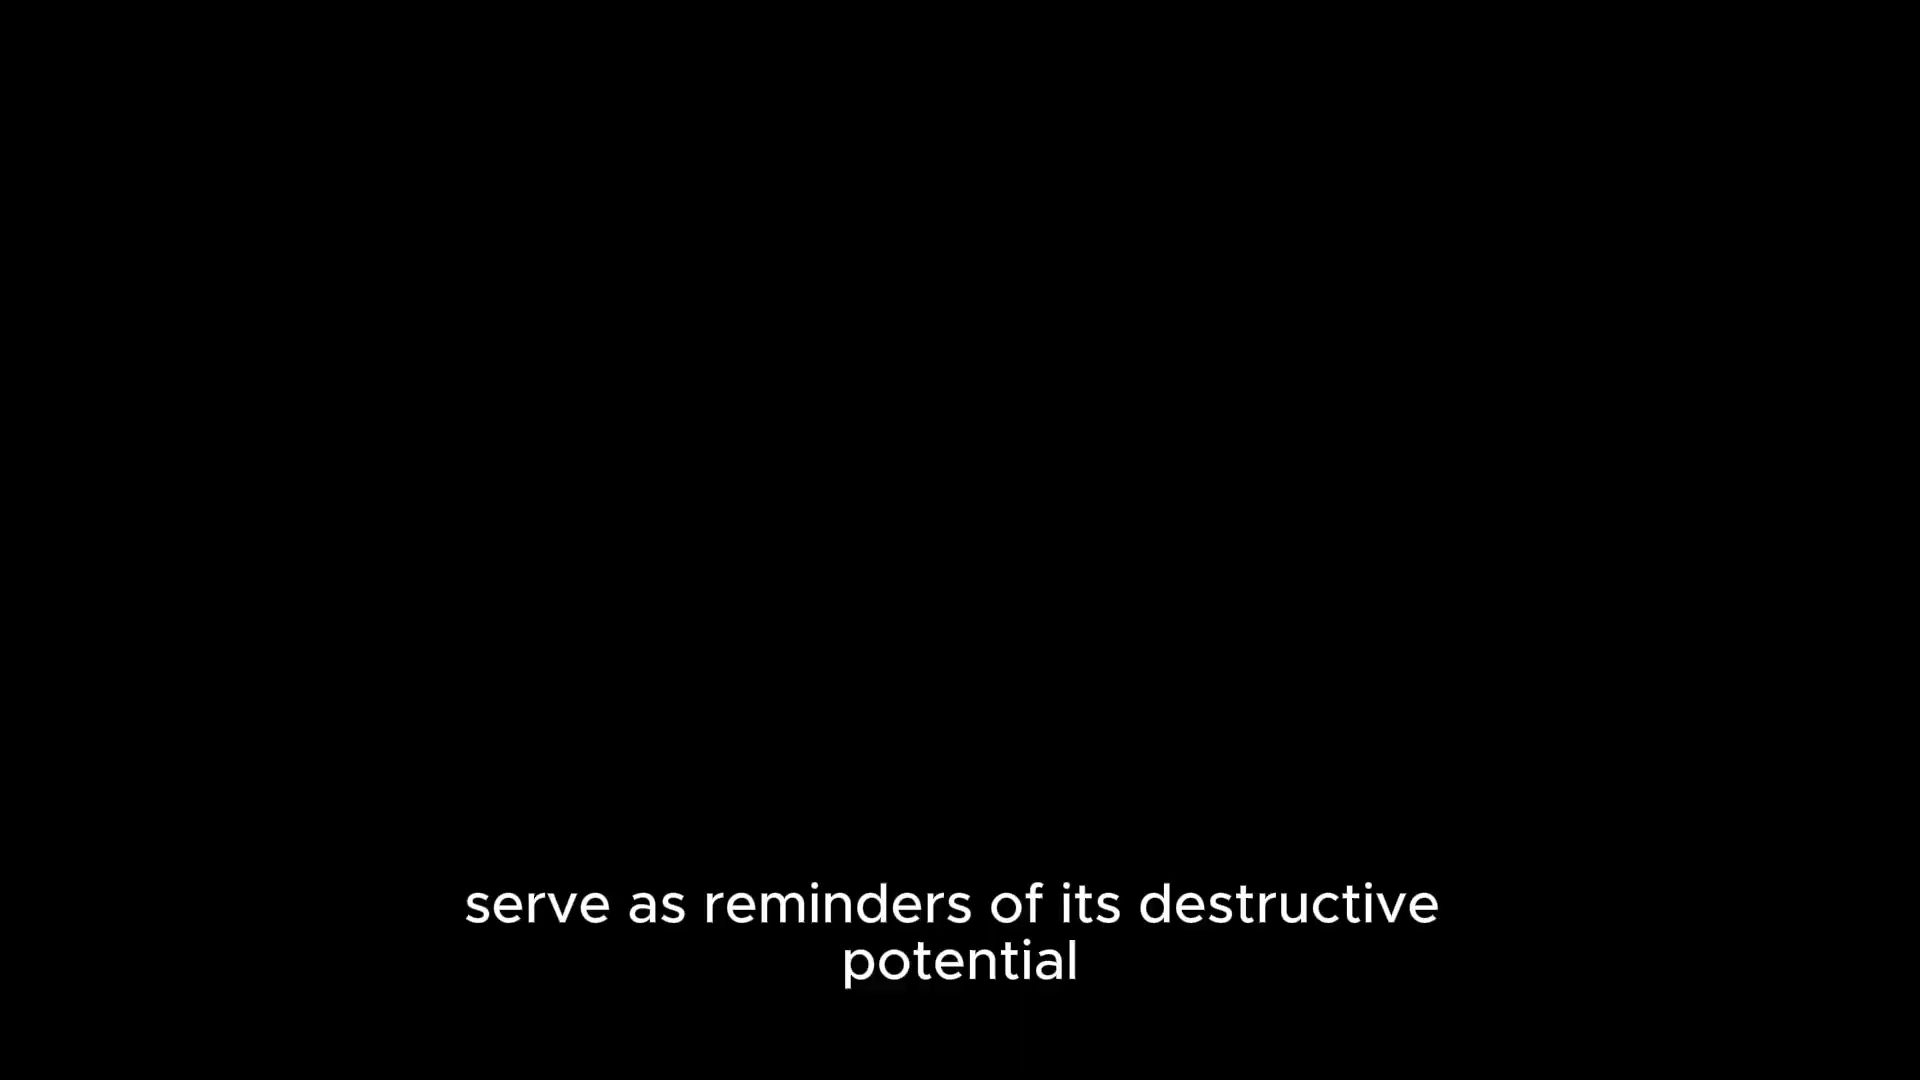 serve as reminders of its destructive
potential